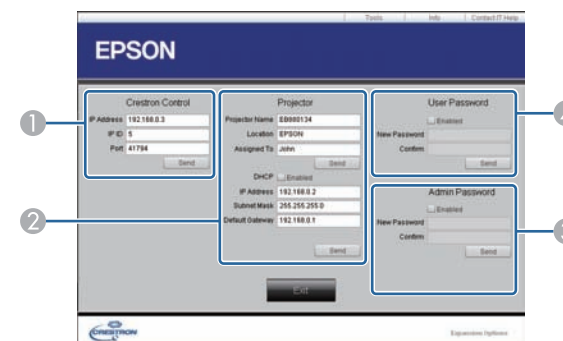 Tools Info Contact IT Help
EPSON
Crestron Control
IP Address 192.168.0.3
IP ID 5
Port 41794
Send
Projector
Projector Name EB880134
Location EPSON
Assigned To John
Send
DHCP Enabled
IP Address 192.168.0.2
Subnet Mask 255.255.255.0
Default Gateway 192.168.0.1
Send
User Password
Enabled
New Password
Confirm
Send
Admin Password
Enabled
New Password
Confirm
Send
Exit
1
2
CRESTRON
Expansion Options